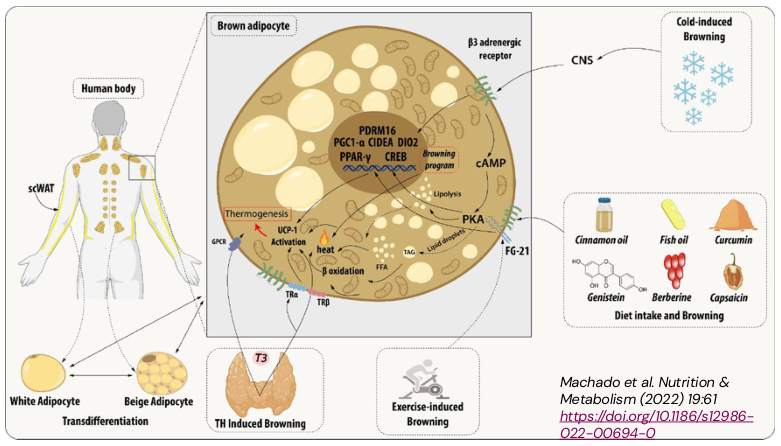 Brown adipocyte
Cold-induced
Browning
β3 adrenergic
receptor
CNS
Human body
PDRM16
PGC1-α CIDEA DIO2
PPAR-γ CREB
Browning
program
cAMP
scWAT
Lipolysis
Thermogenesis
PKA
UCP-1
Activation
GPCR
heat
Lipid droplets
TAG
FG-21
FFA
β oxidation
TRα
TRβ
Cinnamon oil
Fish oil
Curcumin
HO
O
OH
O
OH
Genistein
Berberine
Capsaicin
Diet intake and Browning
T3
White Adipocyte
Beige Adipocyte
Transdifferentiation
TH Induced Browning
Exercise-induced
Browning
Machado et al. Nutrition &
Metabolism (2022) 19:61
https://doi.org/10.1186/s12986-
022-00694-0